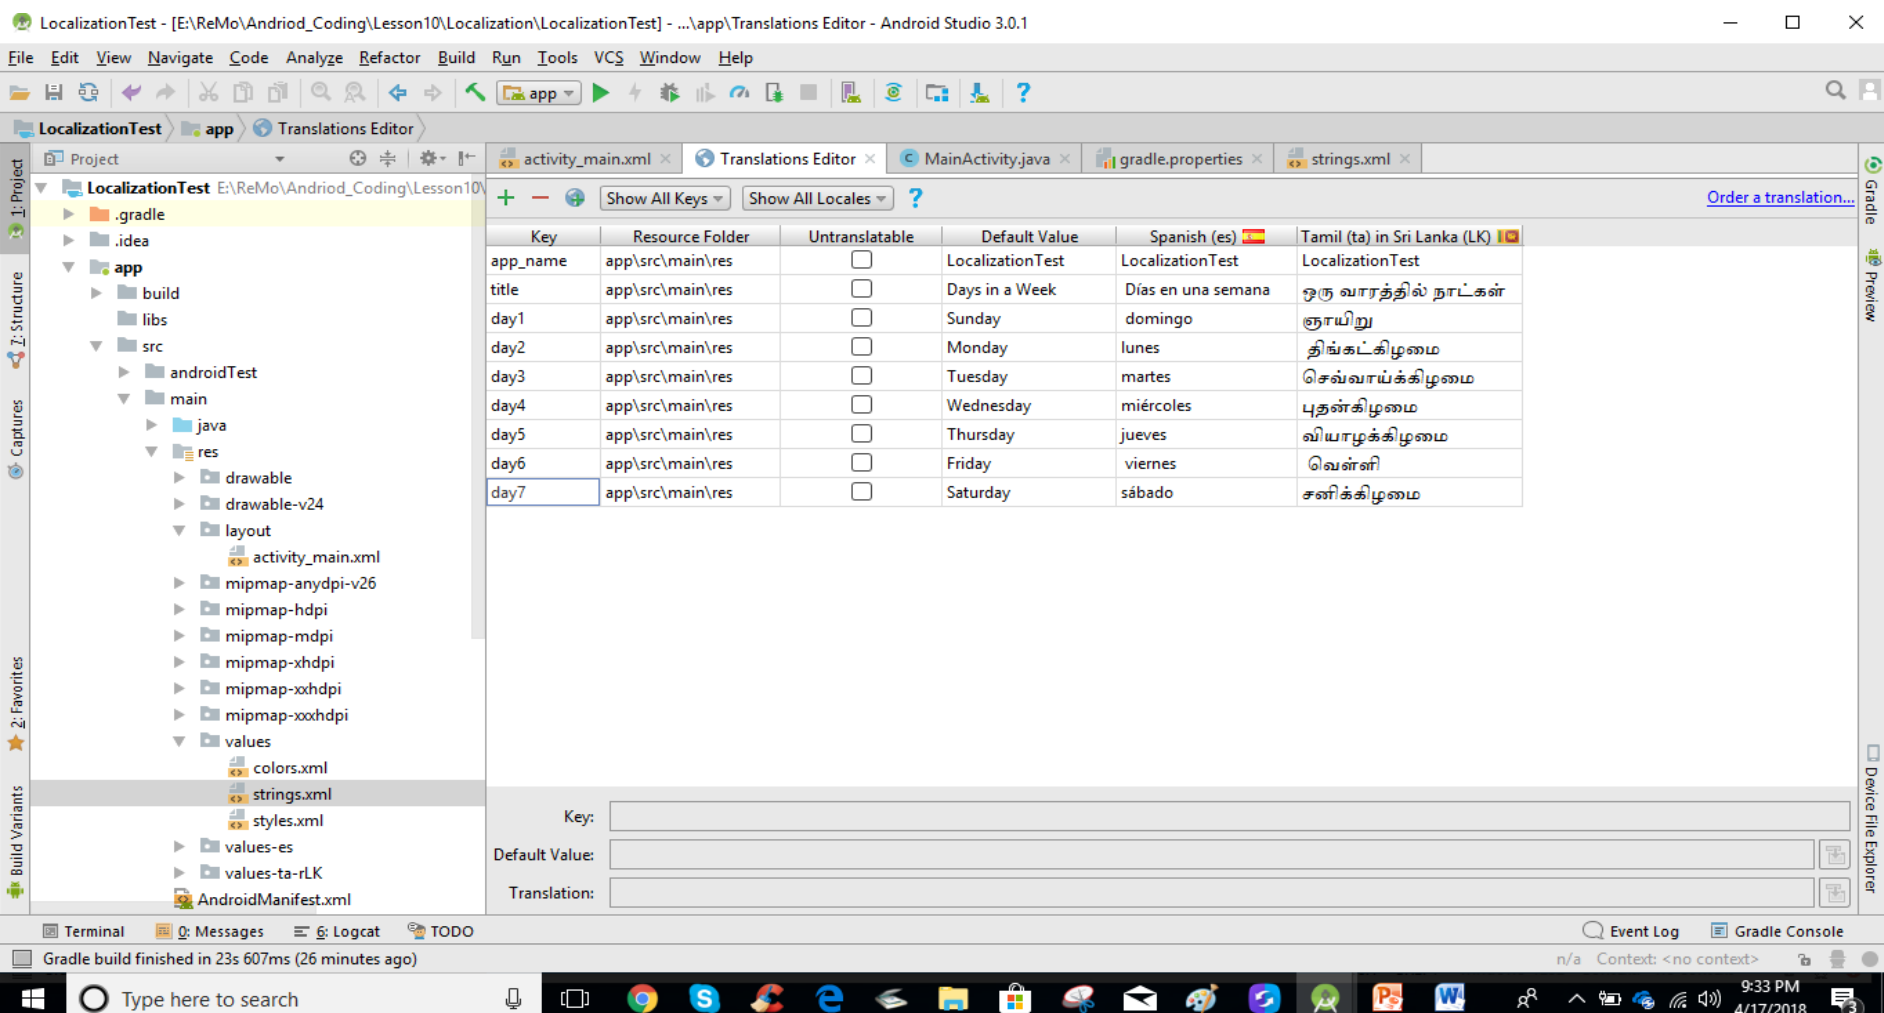 LocalizationTest - [E:\ReMo\Andriod_Coding\Lesson10\Localization\LocalizationTest] - ...\app\Translations Editor - Android Studio 3.0.1
File Edit View Navigate Code Analyze Refactor Build Run Tools VCS Window Help
app
LocalizationTest app Translations Editor
Project
activity_main.xml Translations Editor MainActivity.java gradle.properties strings.xml
LocalizationTest E:\ReMo\Andriod_Coding\Lesson10\
.gradle
.idea
app
build
libs
src
androidTest
main
java
res
drawable
drawable-v24
layout
activity_main.xml
mipmap-anydpi-v26
mipmap-hdpi
mipmap-mdpi
mipmap-xhdpi
mipmap-xxhdpi
mipmap-xxxhdpi
values
colors.xml
strings.xml
styles.xml
values-es
values-ta-rLK
AndroidManifest.xml
1: Project
7: Structure
Captures
2: Favorites
Build Variants
Show All Keys Show All Locales ? Order a translation...
Key Resource Folder Untranslatable Default Value Spanish (es) Tamil (ta) in Sri Lanka (LK)
app_name app\src\main\res LocalizationTest LocalizationTest LocalizationTest
title app\src\main\res Days in a Week Días en una semana ஒரு வாரத்தில் நாட்கள்
day1 app\src\main\res Sunday domingo ஞாயிறு
day2 app\src\main\res Monday lunes திங்கட்கிழமை
day3 app\src\main\res Tuesday martes செவ்வாய்க்கிழமை
day4 app\src\main\res Wednesday miércoles புதன்கிழமை
day5 app\src\main\res Thursday jueves வியாழக்கிழமை
day6 app\src\main\res Friday viernes வெள்ளி
day7 app\src\main\res Saturday sábado சனிக்கிழமை
Key:
Default Value:
Translation:
Gradle
Preview
Device File Explorer
Terminal 0: Messages 6: Logcat TODO Event Log Gradle Console
Gradle build finished in 23s 607ms (26 minutes ago) n/a Context: <no context>
Type here to search
9:33 PM
4/17/2018
3